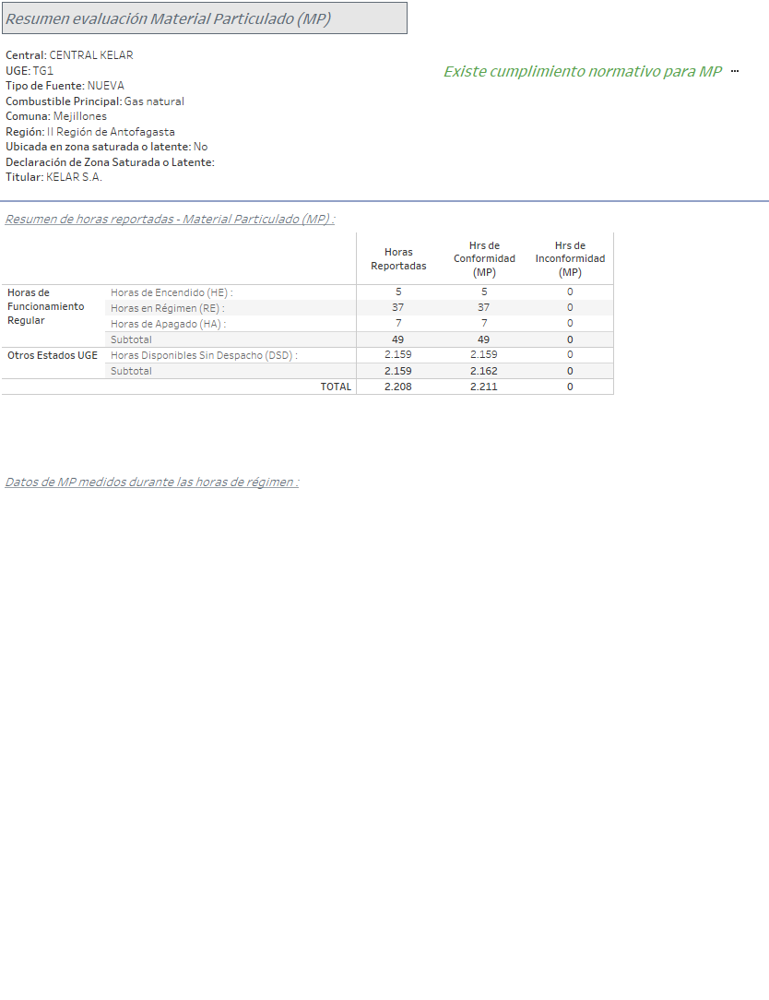 Resumen evaluación Material Particulado (MP)
Central: CENTRAL KELAR
UGE: TG1
Tipo de Fuente: NUEVA
Combustible Principal: Gas natural
Comuna: Mejillones
Región: II Región de Antofagasta
Ubicada en zona saturada o latente: No
Declaración de Zona Saturada o Latente:
Titular: KELAR S.A.
Existe cumplimiento normativo para MP ...
Resumen de horas reportadas - Material Particulado (MP) :
Horas Reportadas Hrs de Conformidad (MP) Hrs de Inconformidad (MP)
Horas de Funcionamiento Regular Horas de Encendido (HE) : 5 5 0
Horas en Régimen (RE) : 37 37 0
Horas de Apagado (HA) : 7 7 0
Subtotal 49 49 0
Otros Estados UGE Horas Disponibles Sin Despacho (DSD) : 2.159 2.159 0
Subtotal 2.159 2.162 0
TOTAL 2.208 2.211 0
Datos de MP medidos durante las horas de régimen :